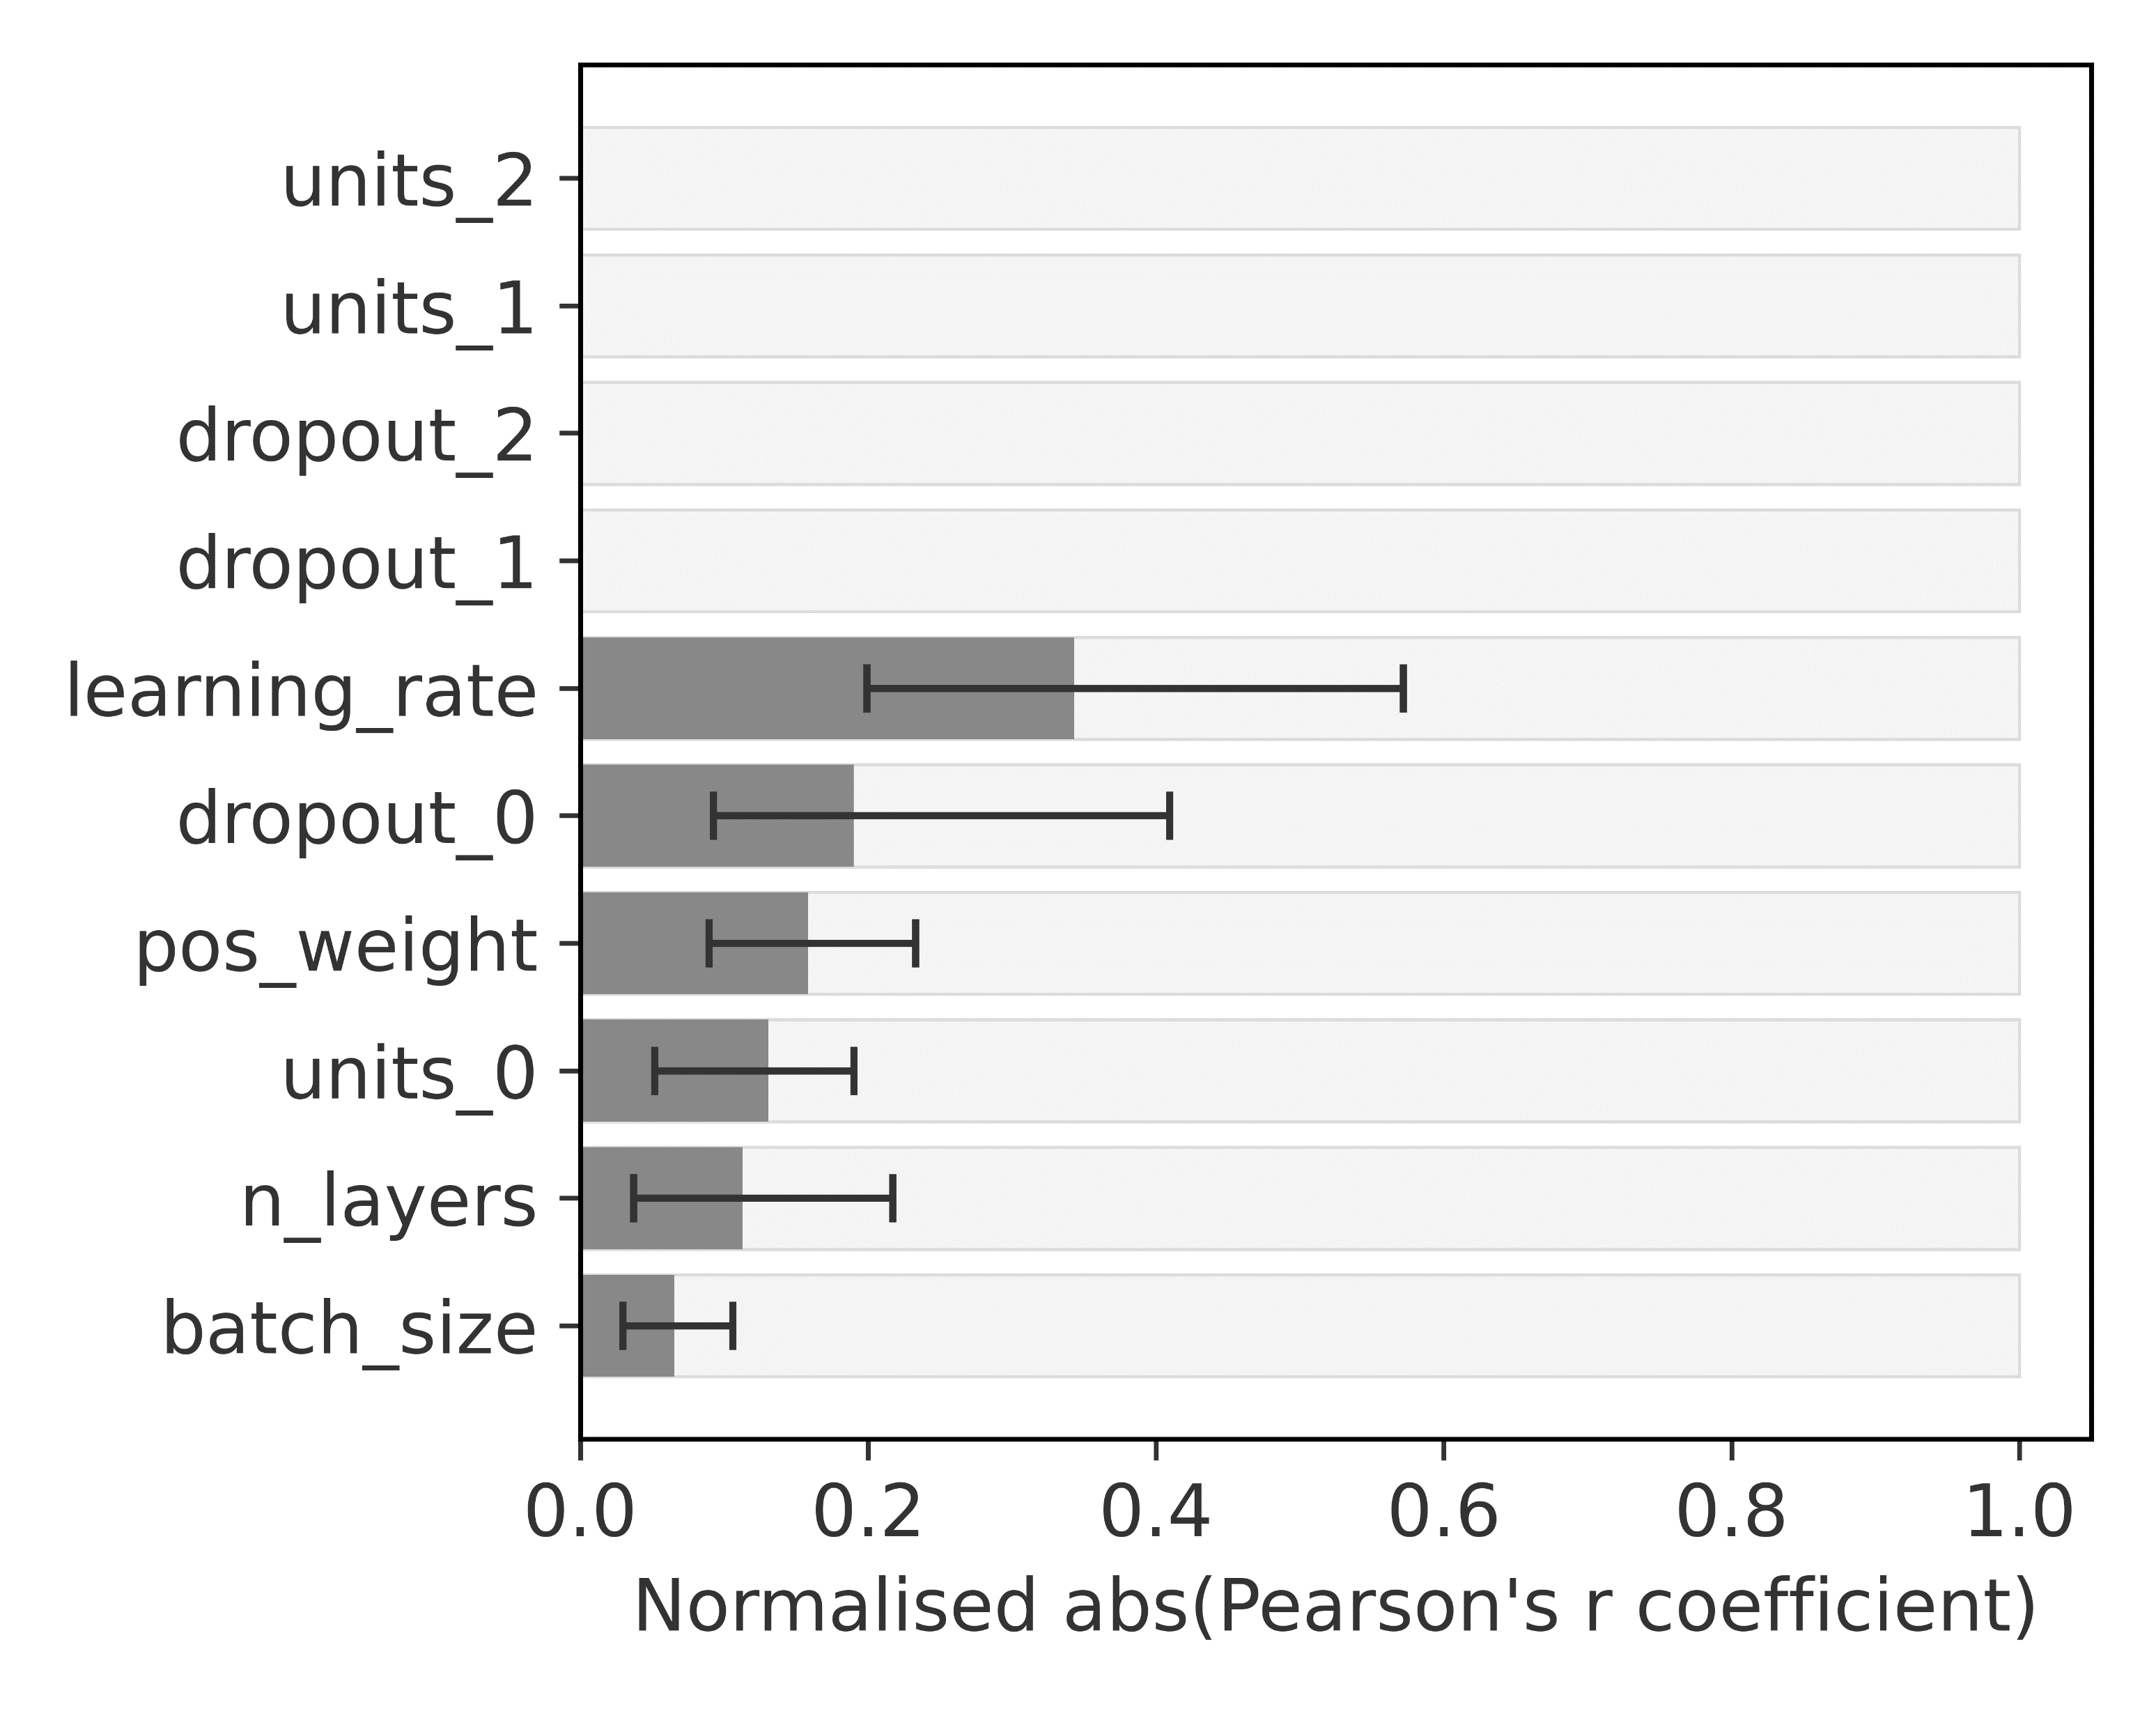 units_2
units_1
dropout_2
dropout_1
learning_rate
dropout_0
pos_weight
units_0
n_layers
batch_size
0.0 0.2 0.4 0.6 0.8 1.0
Normalised abs(Pearson's r coefficient)